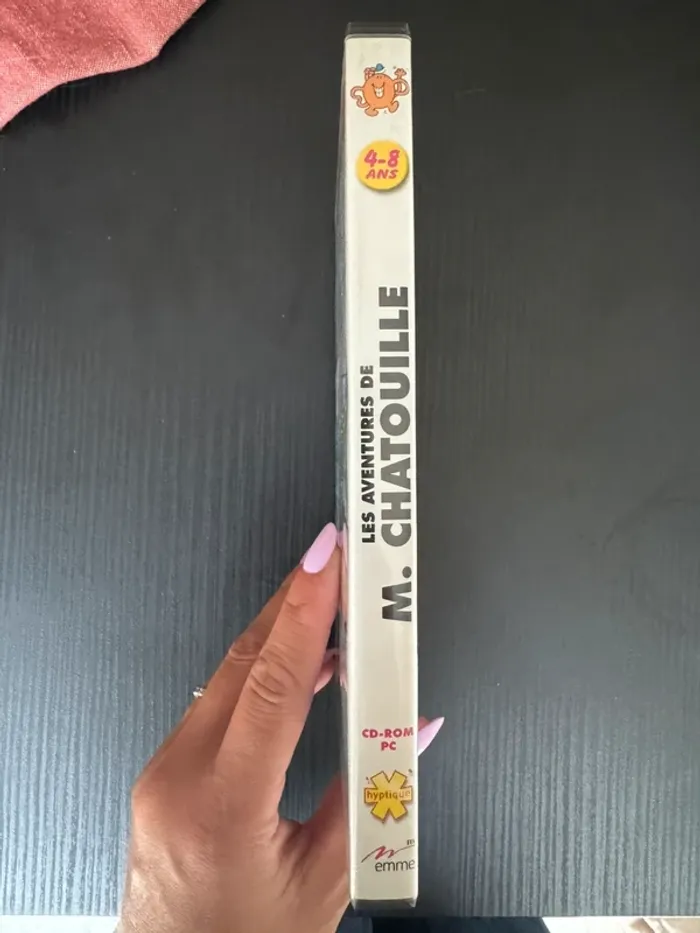 4-8
ANS
LES AVENTURES DE
M. CHATOUILLE
CD-ROM
PC
hyptique
emme